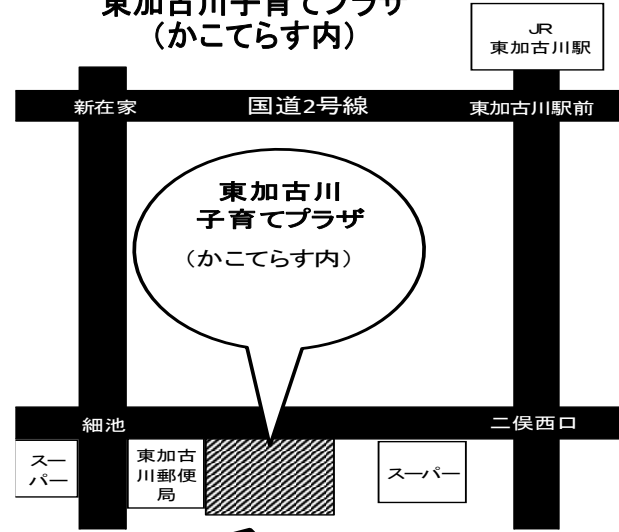 東加古川子育てプラザ
(かこてらす内)
JR
東加古川駅
新在家
国道2号線
東加古川駅前
東加古川
子育てプラザ
(かこてらす内)
細池
二俣西口
スー
パー
東加古
川郵便
局
スーパー